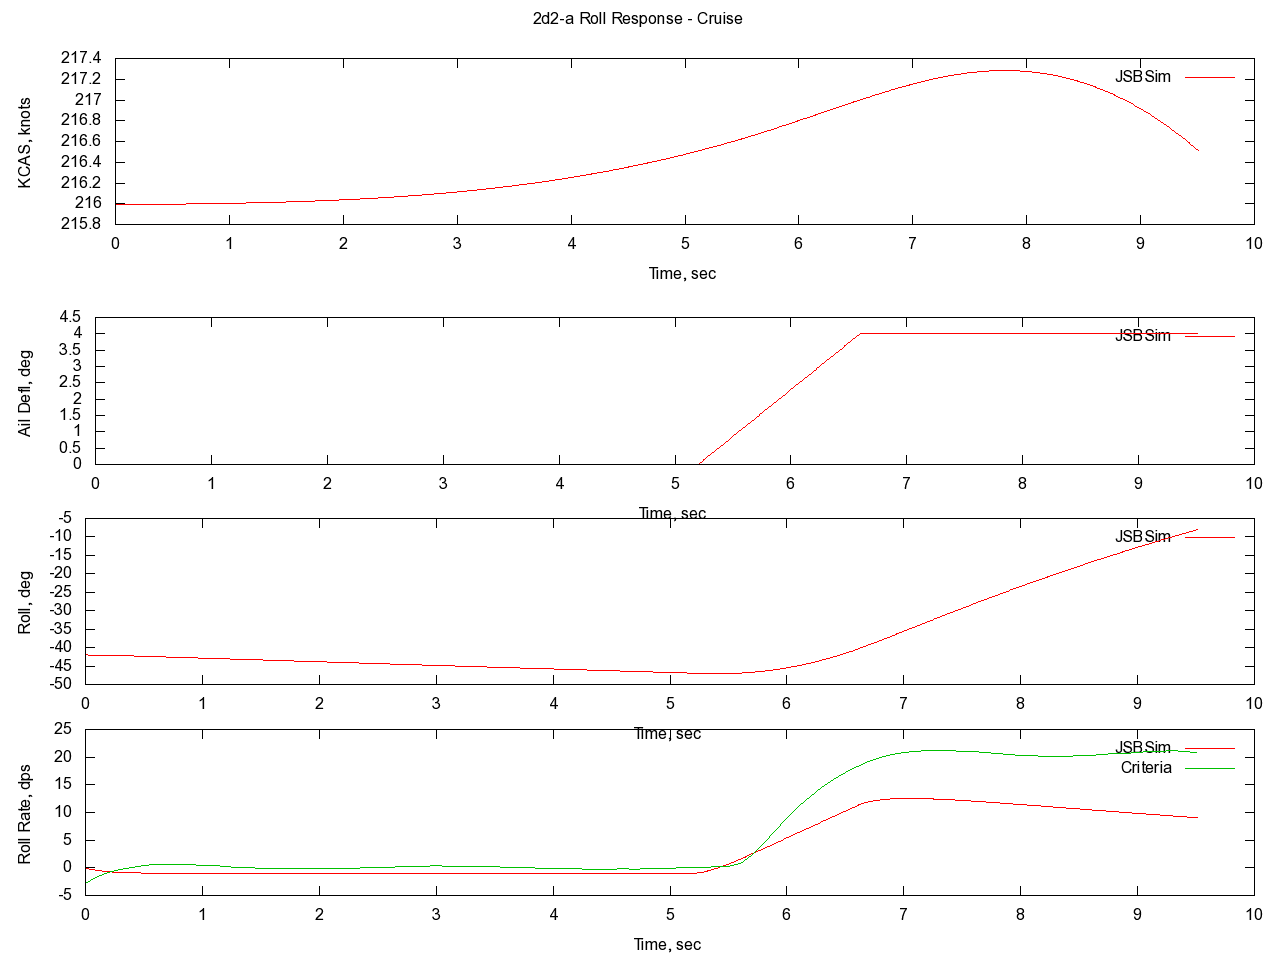 2d2-a Roll Response - Cruise
217.4
217.2
217
216.8
216.6
216.4
216.2
216
215.8
KCAS, knots
JSBSim
0 1 2 3 4 5 6 7 8 9 10
Time, sec
4.5
4
3.5
3
2.5
2
1.5
1
0.5
0
Ail Defl, deg
JSBSim
0 1 2 3 4 5 6 7 8 9 10
Time, sec
-5
-10
-15
-20
-25
-30
-35
-40
-45
-50
Roll, deg
JSBSim
0 1 2 3 4 5 6 7 8 9 10
Time, sec
25
20
15
10
5
0
-5
Roll Rate, dps
JSBSim
Criteria
0 1 2 3 4 5 6 7 8 9 10
Time, sec